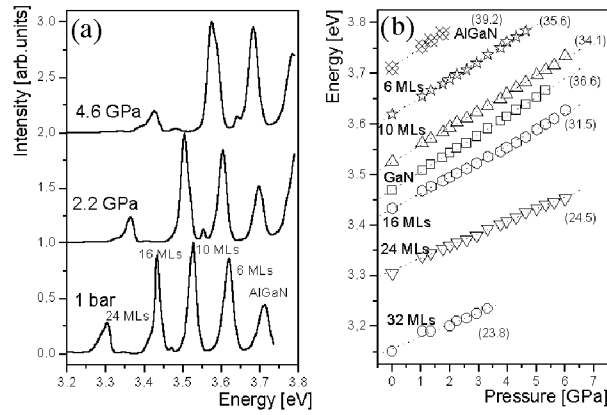 (a)
Intensity [arb.units]
3.0
2.5
2.0
1.5
1.0
0.5
0.0
4.6 GPa
2.2 GPa
1 bar
24 MLs
16 MLs
10 MLs
6 MLs
AlGaN
3.2 3.3 3.4 3.5 3.6 3.7 3.8
Energy [eV]
(b)
Energy [eV]
3.8
3.7
3.6
3.5
3.4
3.3
3.2
(39.2)
AlGaN
(35.6)
6 MLs
(34.1)
10 MLs
(36.6)
GaN
(31.5)
16 MLs
24 MLs
(24.5)
32 MLs
(23.8)
0 1 2 3 4 5 6 7
Pressure [GPa]